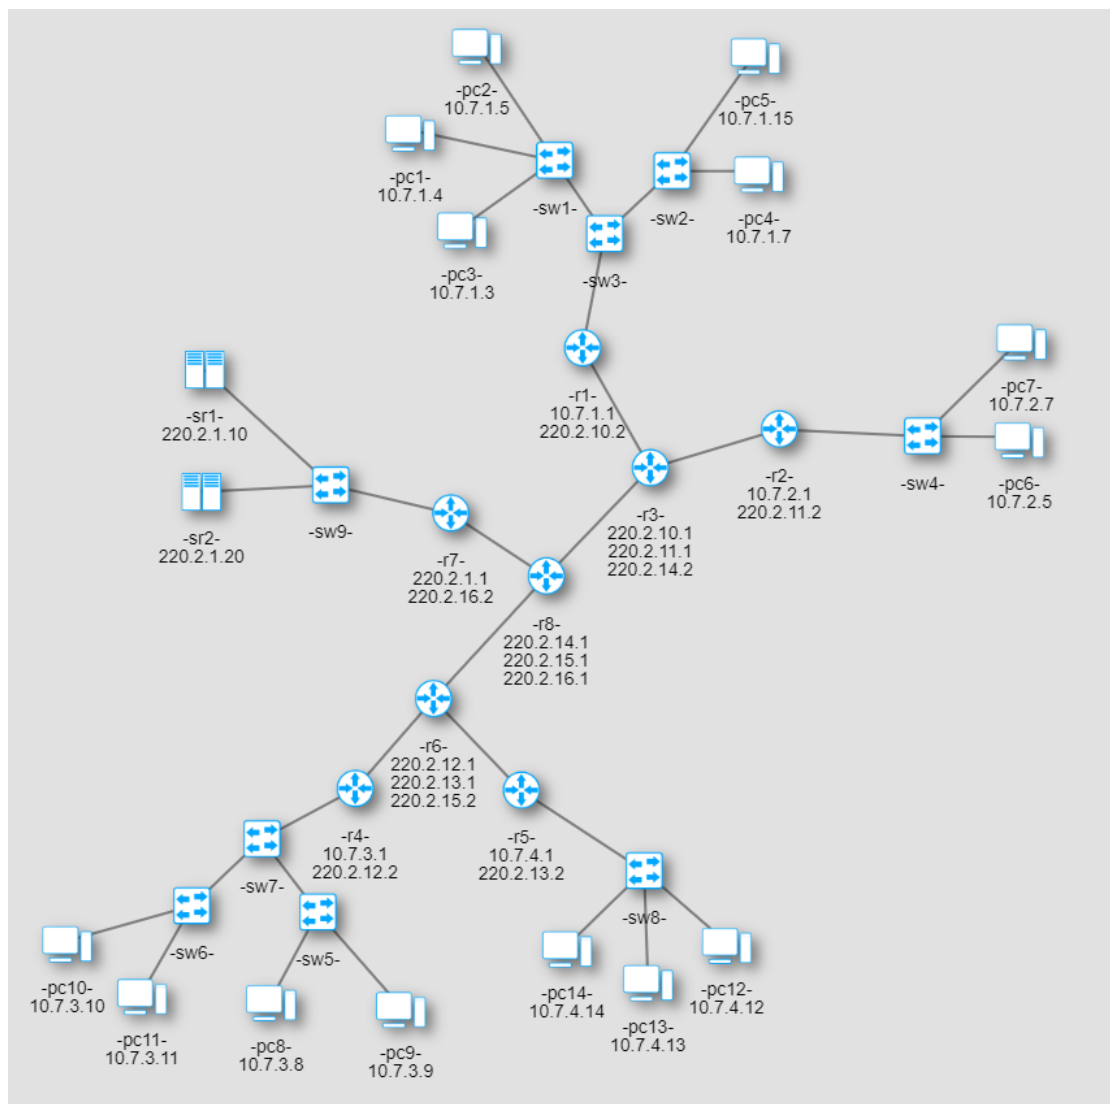 -pc2-
10.7.1.5
-pc5-
10.7.1.15
-pc1-
10.7.1.4
-sw1-
-sw2-
-pc4-
10.7.1.7
-pc3-
10.7.1.3
-sw3-
-r1-
10.7.1.1
220.2.10.2
-pc7-
10.7.2.7
-sr1-
220.2.1.10
-r2-
10.7.2.1
220.2.11.2
-sw4-
-pc6-
10.7.2.5
-sr2-
220.2.1.20
-sw9-
-r3-
220.2.10.1
220.2.11.1
220.2.14.2
-r7-
220.2.1.1
220.2.16.2
-r8-
220.2.14.1
220.2.15.1
220.2.16.1
-r6-
220.2.12.1
220.2.13.1
220.2.15.2
-r4-
10.7.3.1
220.2.12.2
-r5-
10.7.4.1
220.2.13.2
-sw7-
-sw8-
-sw6-
-sw5-
-pc10-
10.7.3.10
-pc11-
10.7.3.11
-pc8-
10.7.3.8
-pc9-
10.7.3.9
-pc14-
10.7.4.14
-pc13-
10.7.4.13
-pc12-
10.7.4.12